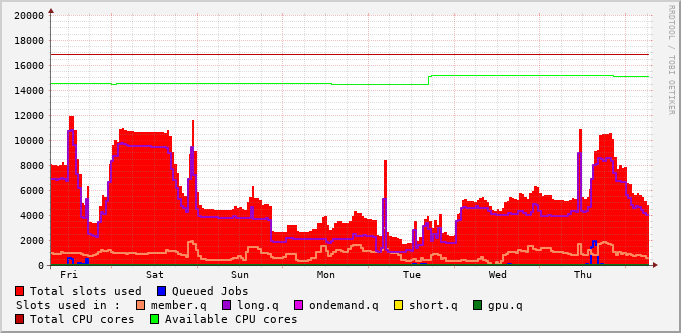 RRDTOOL / TOBI OETIKER
20000
18000
16000
14000
12000
10000
8000
6000
4000
2000
0
Fri Sat Sun Mon Tue Wed Thu
Total slots used Queued Jobs
Slots used in : member.q long.q ondemand.q short.q gpu.q
Total CPU cores Available CPU cores